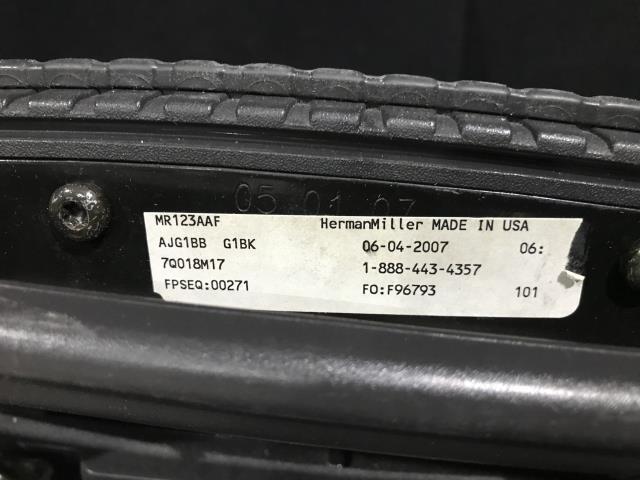 05 01 07
MR123AAF HermanMiller MADE IN USA
AJG1BB G1BK 06-04-2007 06:
7Q018M17 1-888-443-4357
FPSEQ:00271 FO:F96793 101